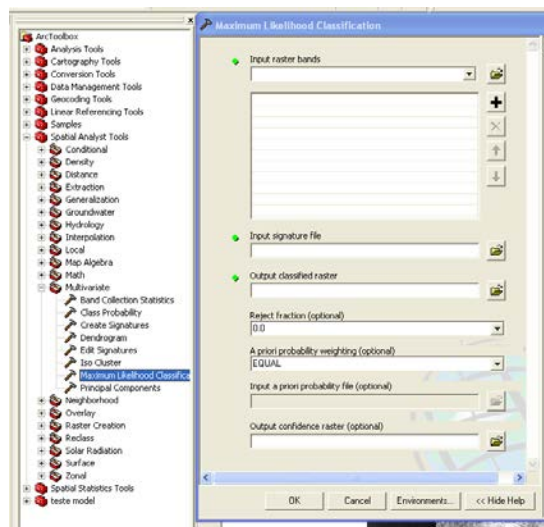 ArcToolbox
Analysis Tools
Cartography Tools
Conversion Tools
Data Management Tools
Geocoding Tools
Linear Referencing Tools
Samples
Spatial Analyst Tools
Conditional
Density
Distance
Extraction
Generalization
Groundwater
Hydrology
Interpolation
Local
Map Algebra
Math
Multivariate
Band Collection Statistics
Class Probability
Create Signatures
Dendrogram
Edit Signatures
Iso Cluster
Maximum Likelihood Classifica
Principal Components
Neighborhood
Overlay
Raster Creation
Reclass
Solar Radiation
Surface
Zonal
Spatial Statistics Tools
teste model
Maximum Likelihood Classification
Input raster bands
Input signature file
Output classified raster
Reject fraction (optional)
0.0
A priori probability weighting (optional)
EQUAL
Input a priori probability file (optional)
Output confidence raster (optional)
OK
Cancel
Environments...
<< Hide Help